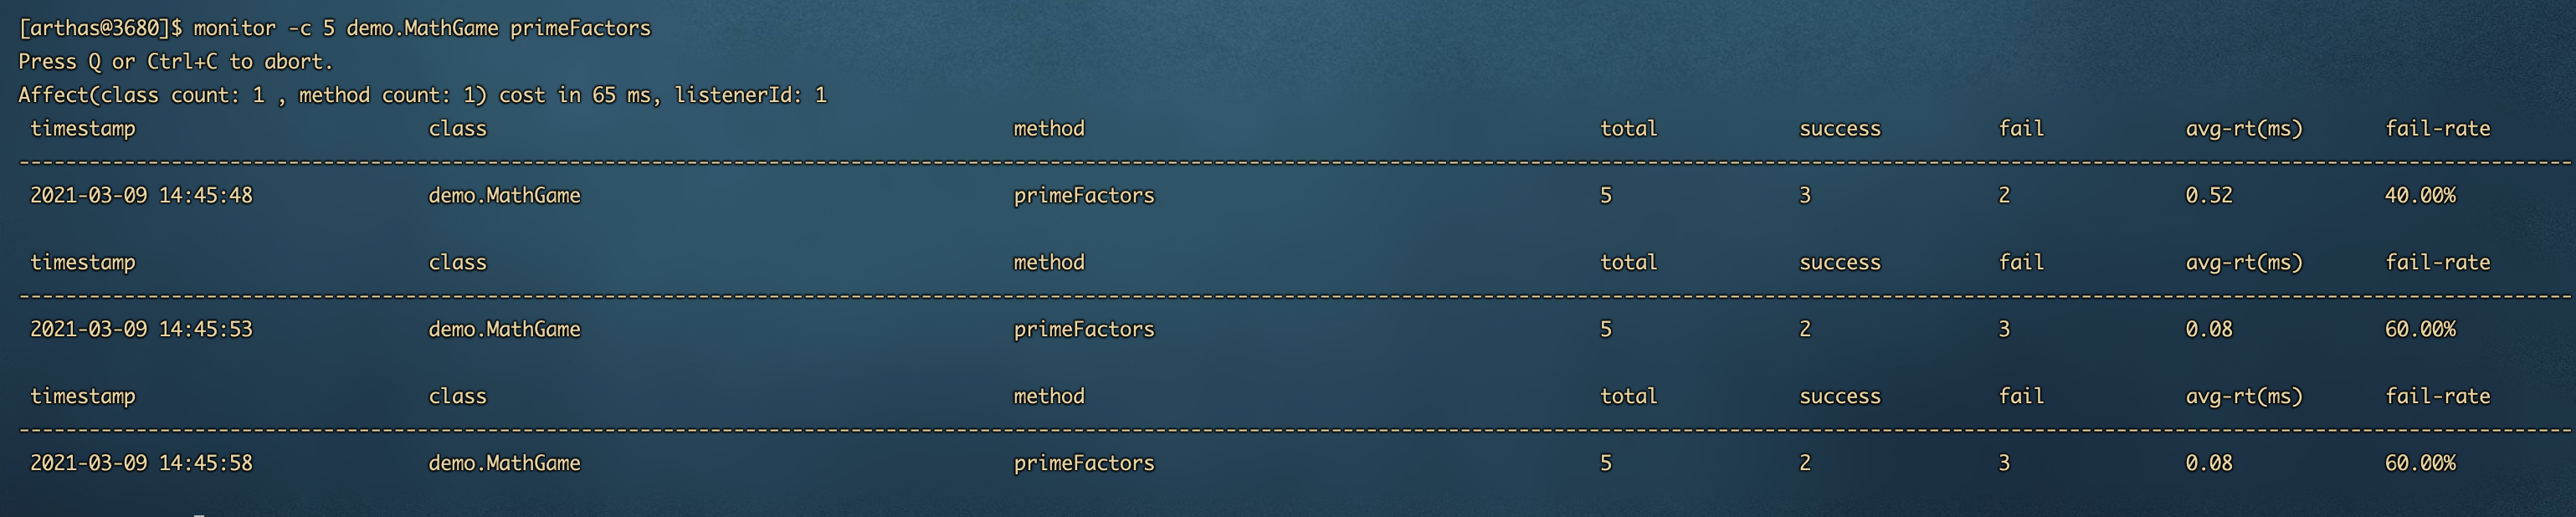 [arthas@3680]$ monitor -c 5 demo.MathGame primeFactors
Press Q or Ctrl+C to abort.
Affect(class count: 1 , method count: 1) cost in 65 ms, listenerId: 1
timestamp class method total success fail avg-rt(ms) fail-rate
--------------------------------------------------------------------------------
2021-03-09 14:45:48 demo.MathGame primeFactors 5 3 2 0.52 40.00%
timestamp class method total success fail avg-rt(ms) fail-rate
--------------------------------------------------------------------------------
2021-03-09 14:45:53 demo.MathGame primeFactors 5 2 3 0.08 60.00%
timestamp class method total success fail avg-rt(ms) fail-rate
--------------------------------------------------------------------------------
2021-03-09 14:45:58 demo.MathGame primeFactors 5 2 3 0.08 60.00%